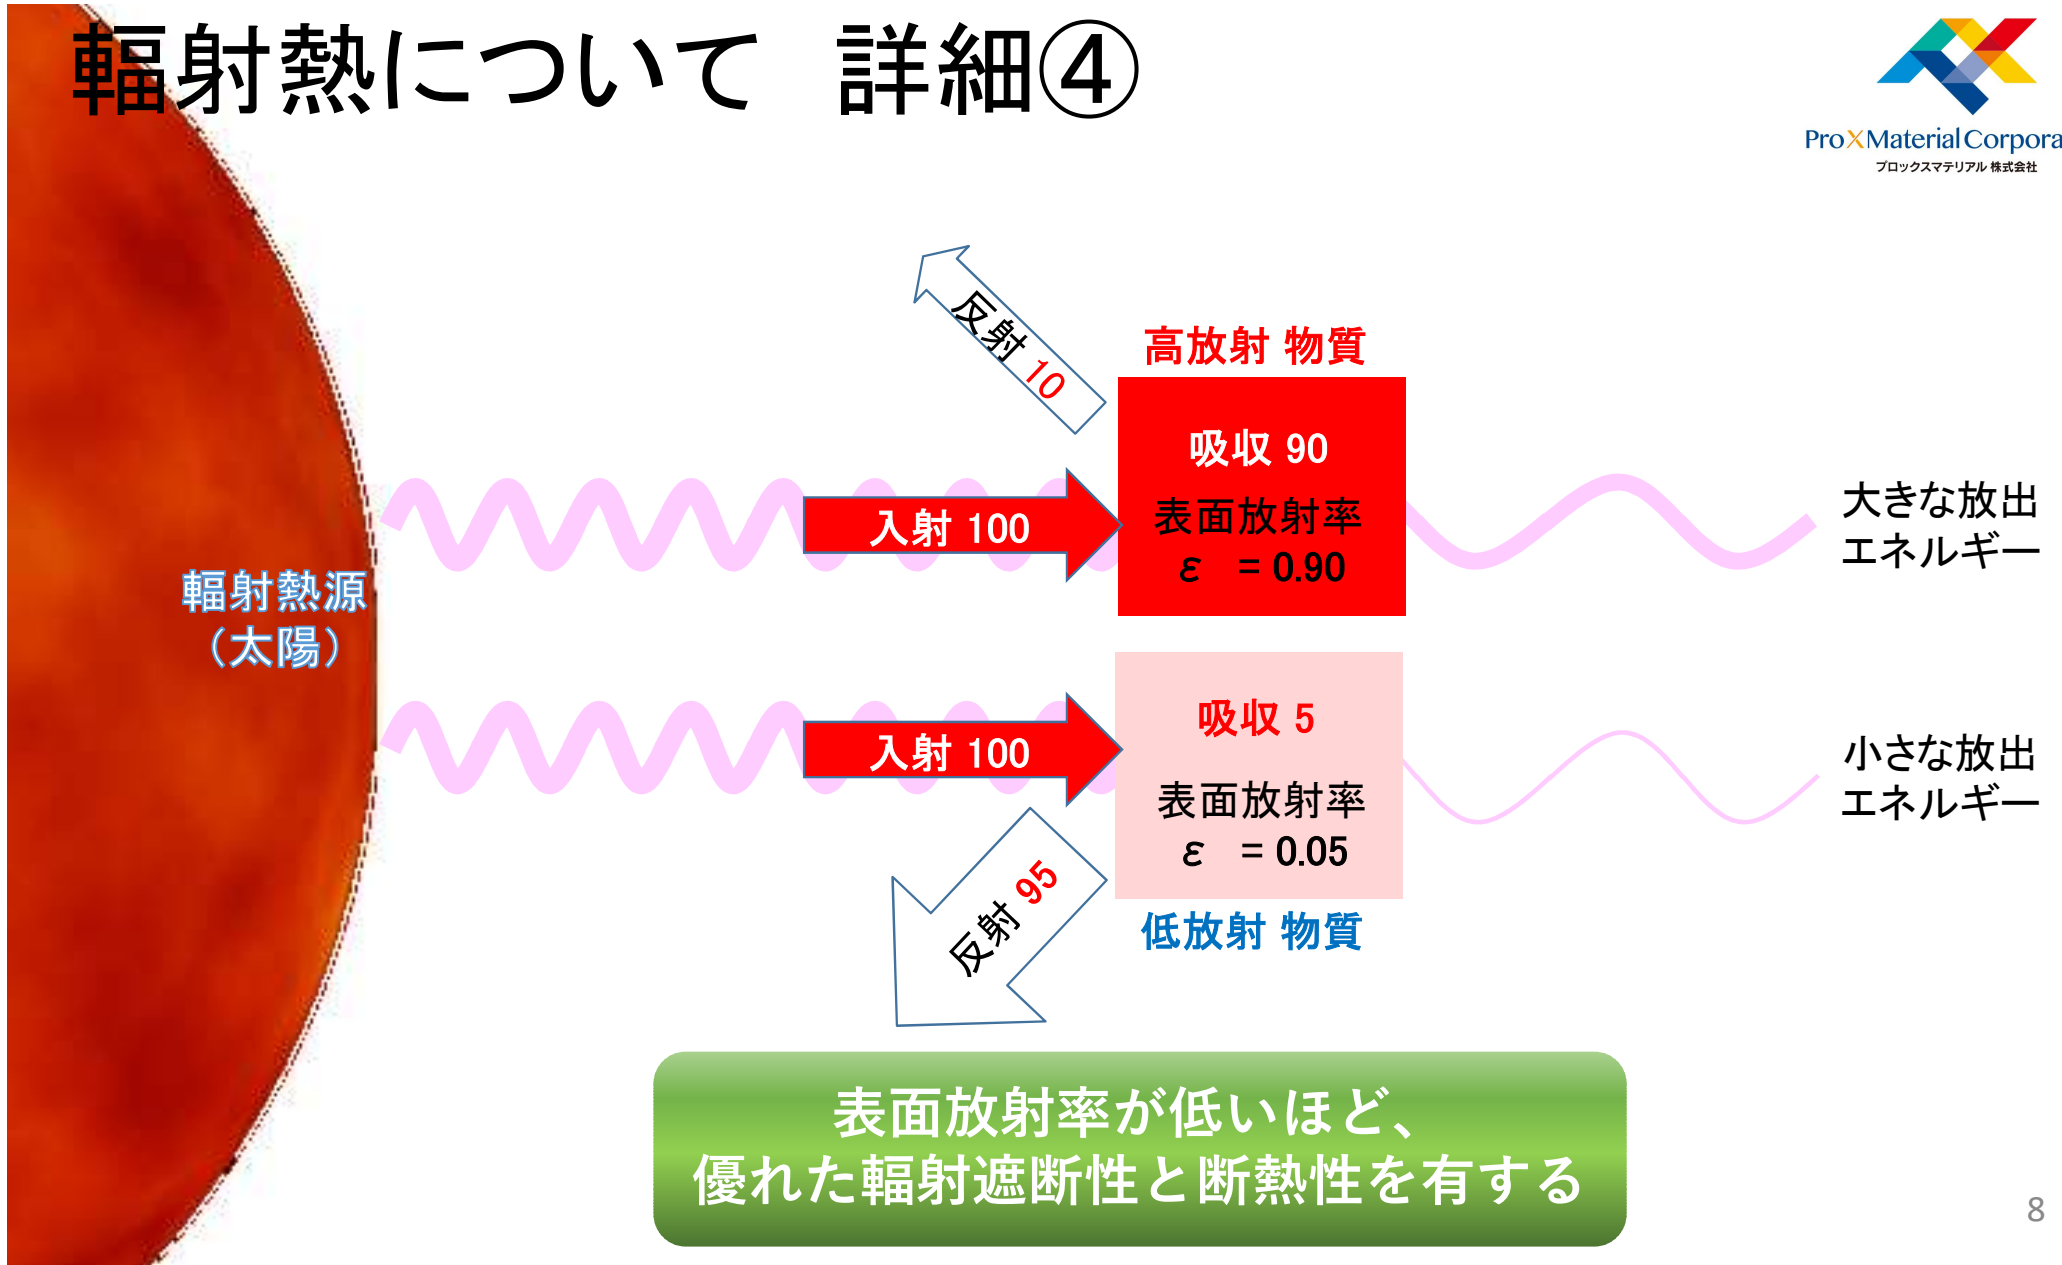 輻射熱について　詳細④
ProXMaterial Corpora
プロックスマテリアル 株式会社
反射 10
高放射 物質
吸収 90
表面放射率
ε = 0.90
入射 100
大きな放出
エネルギー
輻射熱源
（太陽）
入射 100
吸収 5
表面放射率
ε = 0.05
小さな放出
エネルギー
反射 95
低放射 物質
表面放射率が低いほど、
優れた輻射遮断性と断熱性を有する
8